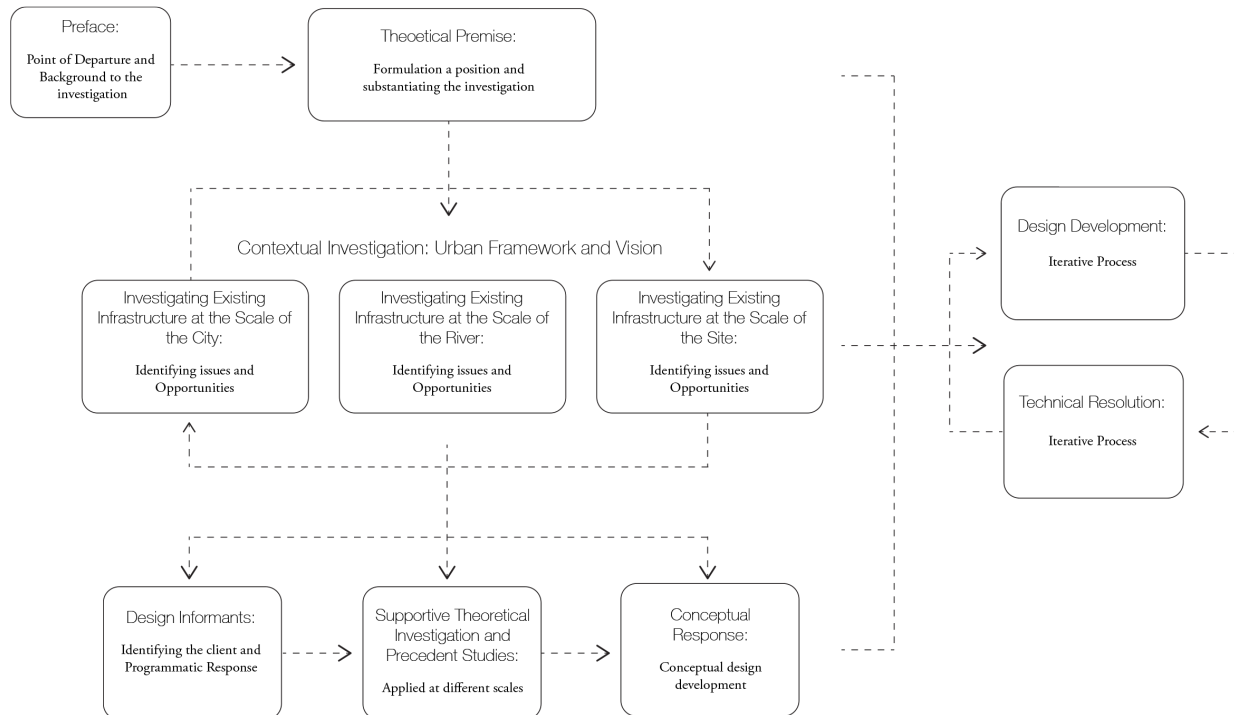 Preface:
Point of Departure and
Background to the
investigation
Theoetical Premise:
Formulation a position and
substantiating the investigation
Contextual Investigation: Urban Framework and Vision
Investigating Existing
Infrastructure at the Scale of
the City:
Identifying issues and
Opportunities
Investigating Existing
Infrastructure at the Scale of
the River:
Identifying issues and
Opportunities
Investigating Existing
Infrastructure at the Scale of
the Site:
Identifying issues and
Opportunities
Design Informants:
Identifying the client and
Programmatic Response
Supportive Theoretical
Investigation and
Precedent Studies:
Applied at different scales
Conceptual
Response:
Conceptual design
development
Design Development:
Iterative Process
Technical Resolution:
Iterative Process